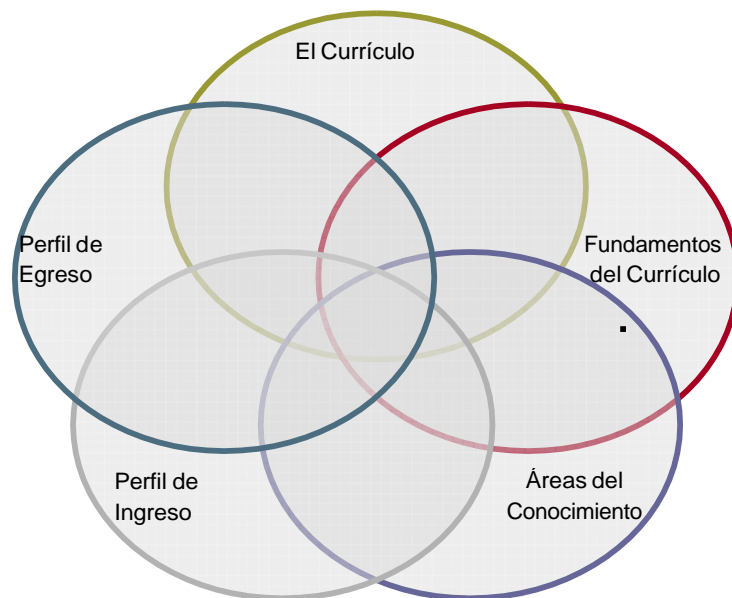 El Currículo
Perfil de
Egreso
Fundamentos
del Currículo
Perfil de
Ingreso
Áreas del
Conocimiento